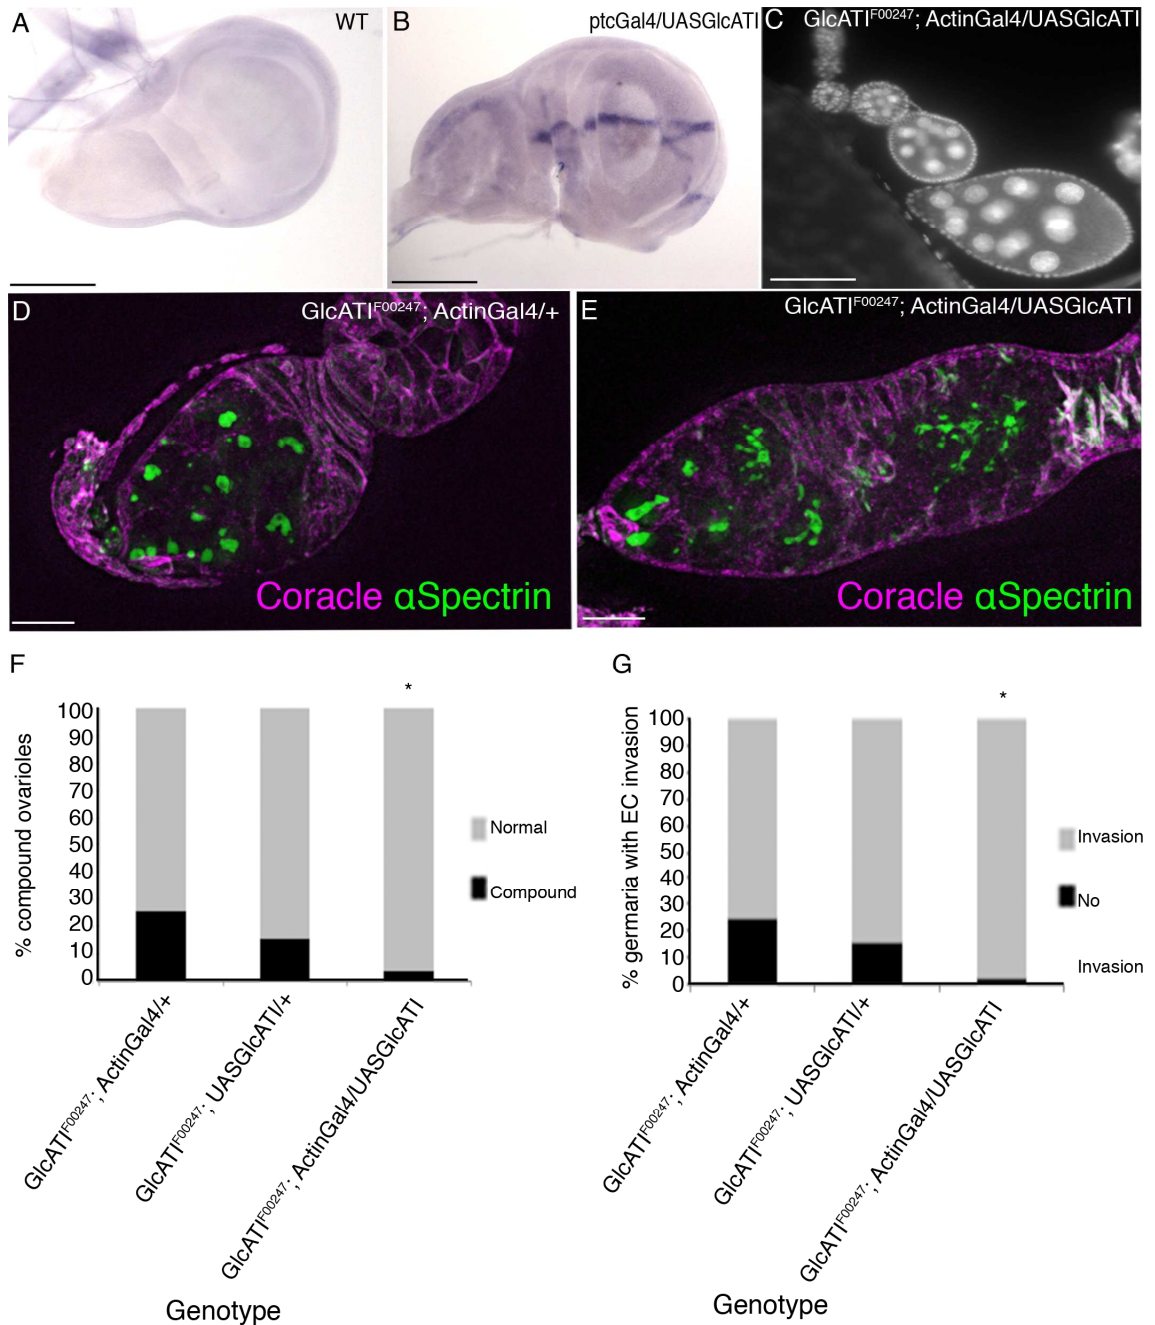 A
WT
B
ptcGal4/UASGlcATI
C
GlcATI^F00247; ActinGal4/UASGlcATI
D
GlcATI^F00247; ActinGal4/+
Coracle αSpectrin
E
GlcATI^F00247; ActinGal4/UASGlcATI
Coracle αSpectrin
F
*
% compound ovarioles
100
90
80
70
60
50
40
30
20
10
0
Normal
Compound
GlcATI^F00247; ActinGal4/+
GlcATI^F00247; UASGlcATI/+
GlcATI^F00247; ActinGal4/UASGlcATI
Genotype
G
*
% germaria with EC invasion
100
90
80
70
60
50
40
30
20
10
0
Invasion
No
Invasion
GlcATI^F00247; ActinGal4/+
GlcATI^F00247; UASGlcATI/+
GlcATI^F00247; ActinGal4/UASGlcATI
Genotype